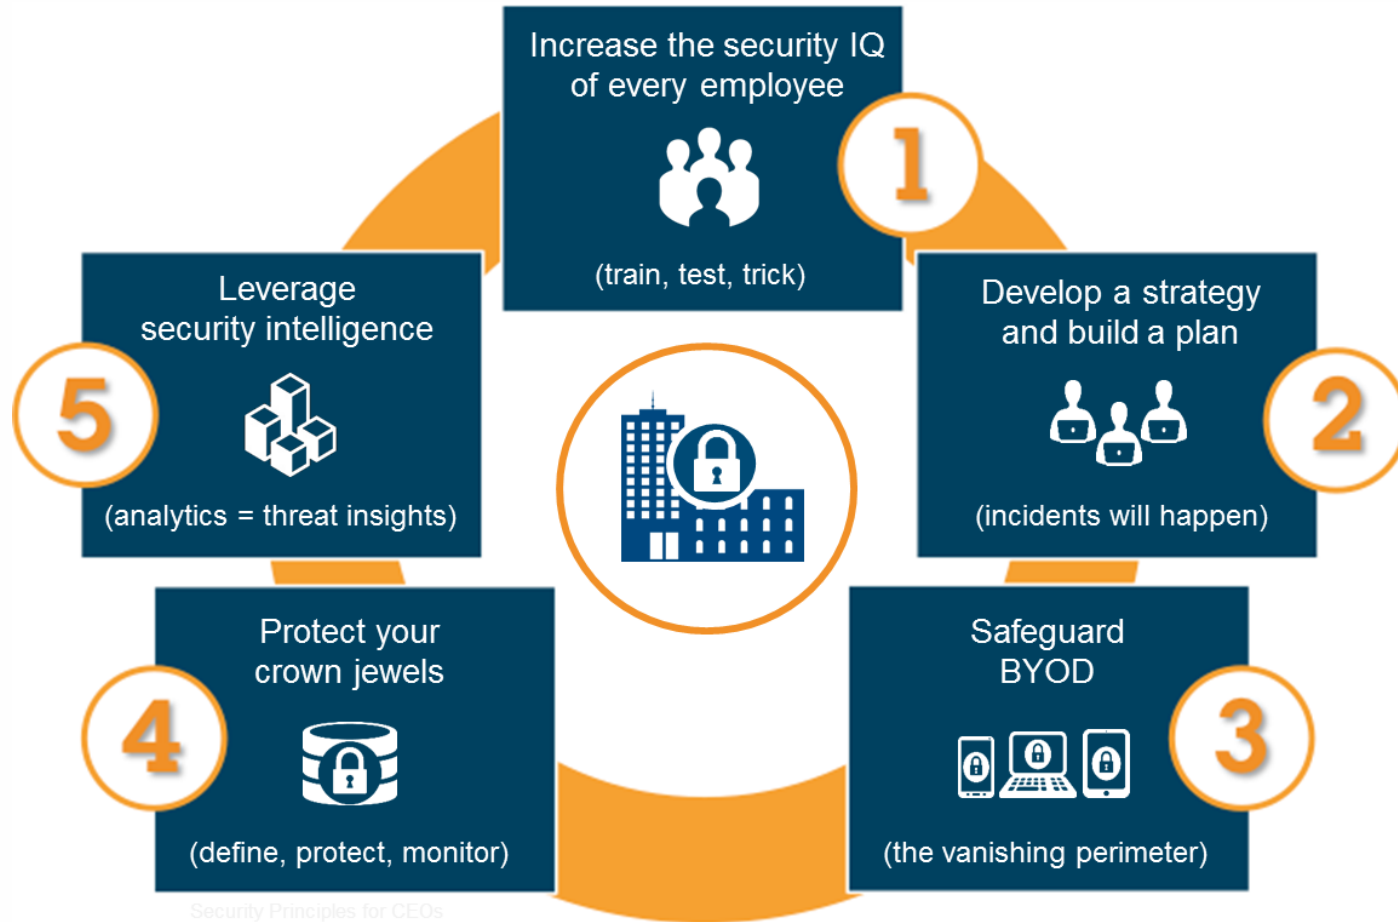 Increase the security IQ
of every employee
(train, test, trick)
1
Develop a strategy
and build a plan
(incidents will happen)
2
Safeguard
BYOD
(the vanishing perimeter)
3
Protect your
crown jewels
(define, protect, monitor)
4
Leverage
security intelligence
(analytics = threat insights)
5
Security Principles for CEOs